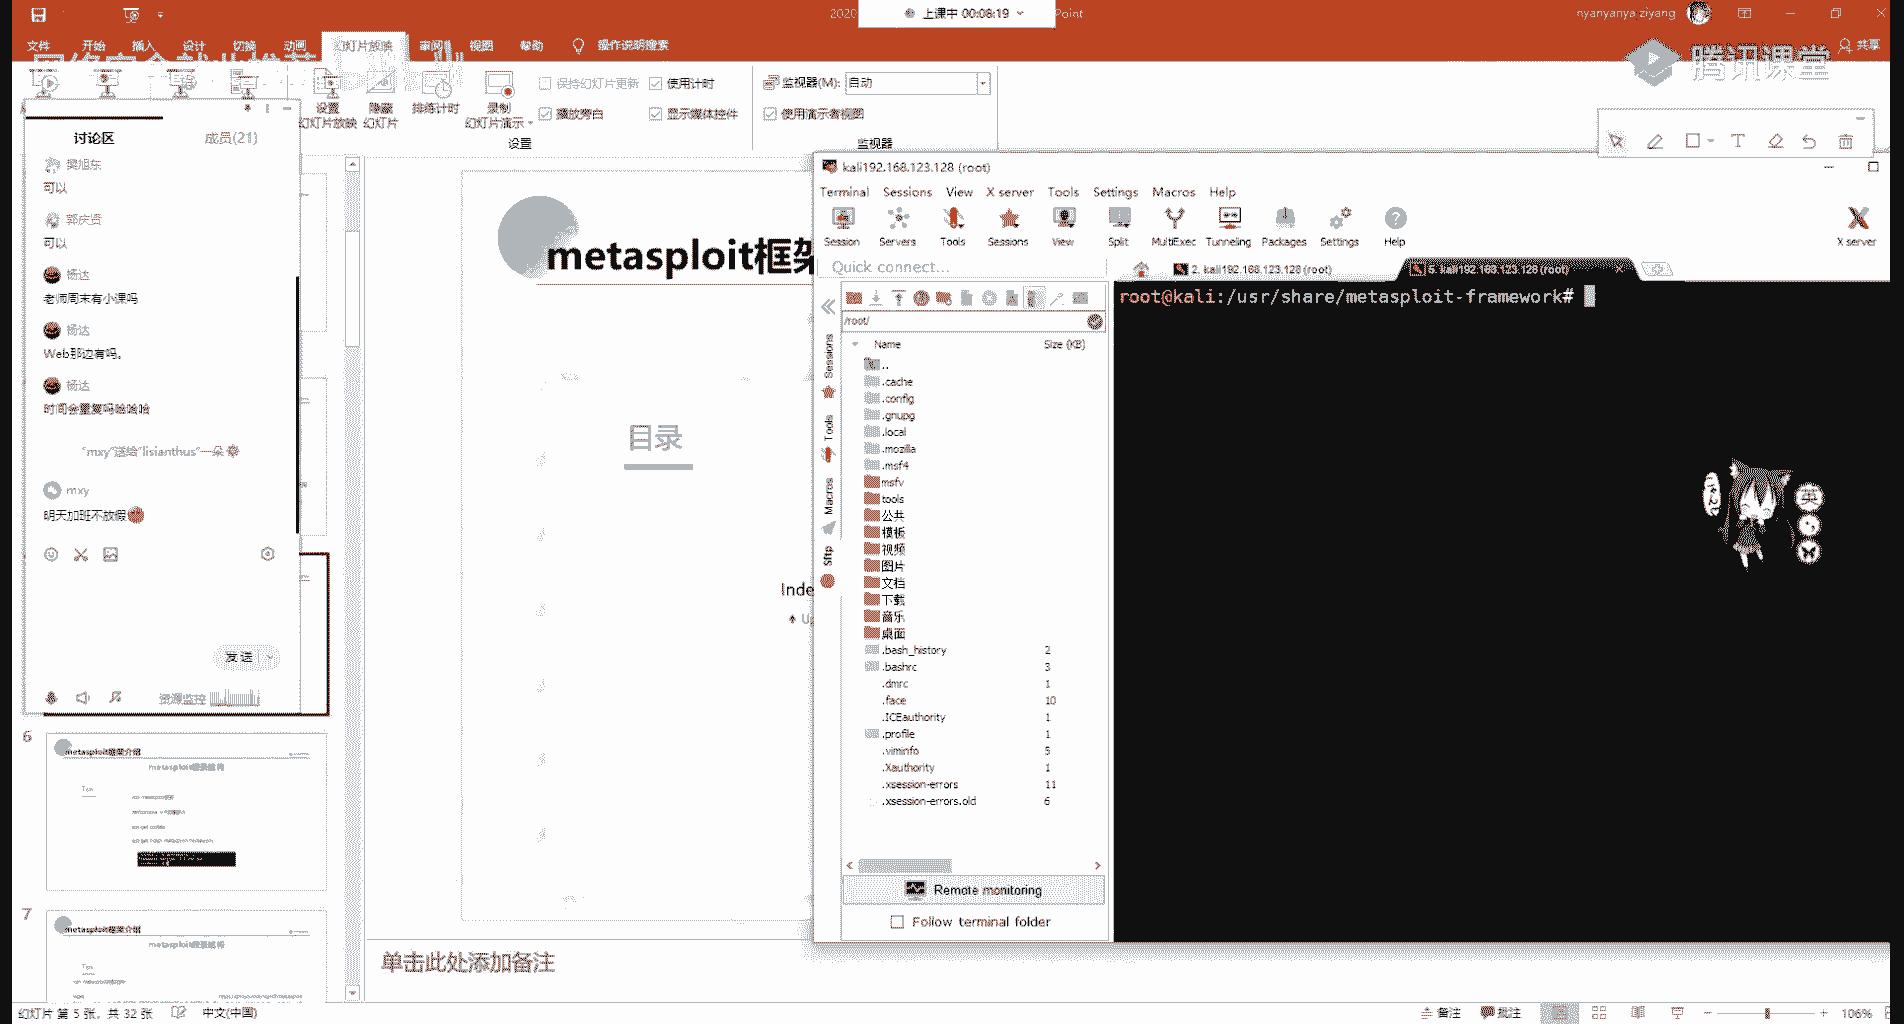 2020
上课中 00:08:19
Point
nyanyanya ziyang
文件 开始 插入 设计 切换 动画 幻灯片放映 审阅 视图 帮助 操作说明搜索
共享
腾讯课堂
设置
幻灯片放映
隐藏
幻灯片
排练计时
录制
幻灯片演示
保持幻灯片更新
使用计时
播放旁白
显示媒体控件
设置
监视器(M): 自动
使用演示者视图
监视器
讨论区
成员(21)
樊旭东
可以
郭庆贤
可以
杨达
老师周末有小课吗
杨达
Web那边有吗。
杨达
时间会重复吗哈哈哈
"mxy"送给"lisianthus"一朵
mxy
明天加班不放假
发送
资源监控
6
metasploit框架介绍
7
metasploit框架介绍
metasploit框架
目录
Inde
单击此处添加备注
kali192.168.123.128 (root)
Terminal Sessions View X server Tools Settings Macros Help
Session Servers Tools Sessions View Split MultiExec Tunneling Packages Settings Help
X server
Quick connect...
2. kali192.168.123.128 (root)
5. kali192.168.123.128 (root)
/root/
Name Size (KB)
..
.cache
.config
.gnupg
.local
.mozilla
.msf4
msfv
tools
公共
模板
视频
图片
文档
下载
音乐
桌面
.bash_history 2
.bashrc 3
.dmrc 1
.face 10
.ICEauthority 1
.profile 1
.viminfo 5
.Xauthority 1
.xsession-errors 11
.xsession-errors.old 6
Sessions
Tools
Macros
Sftp
Remote monitoring
Follow terminal folder
root@kali:/usr/share/metasploit-framework#
英
幻灯片 第 5 张，共 32 张
中文(中国)
备注
批注
106%